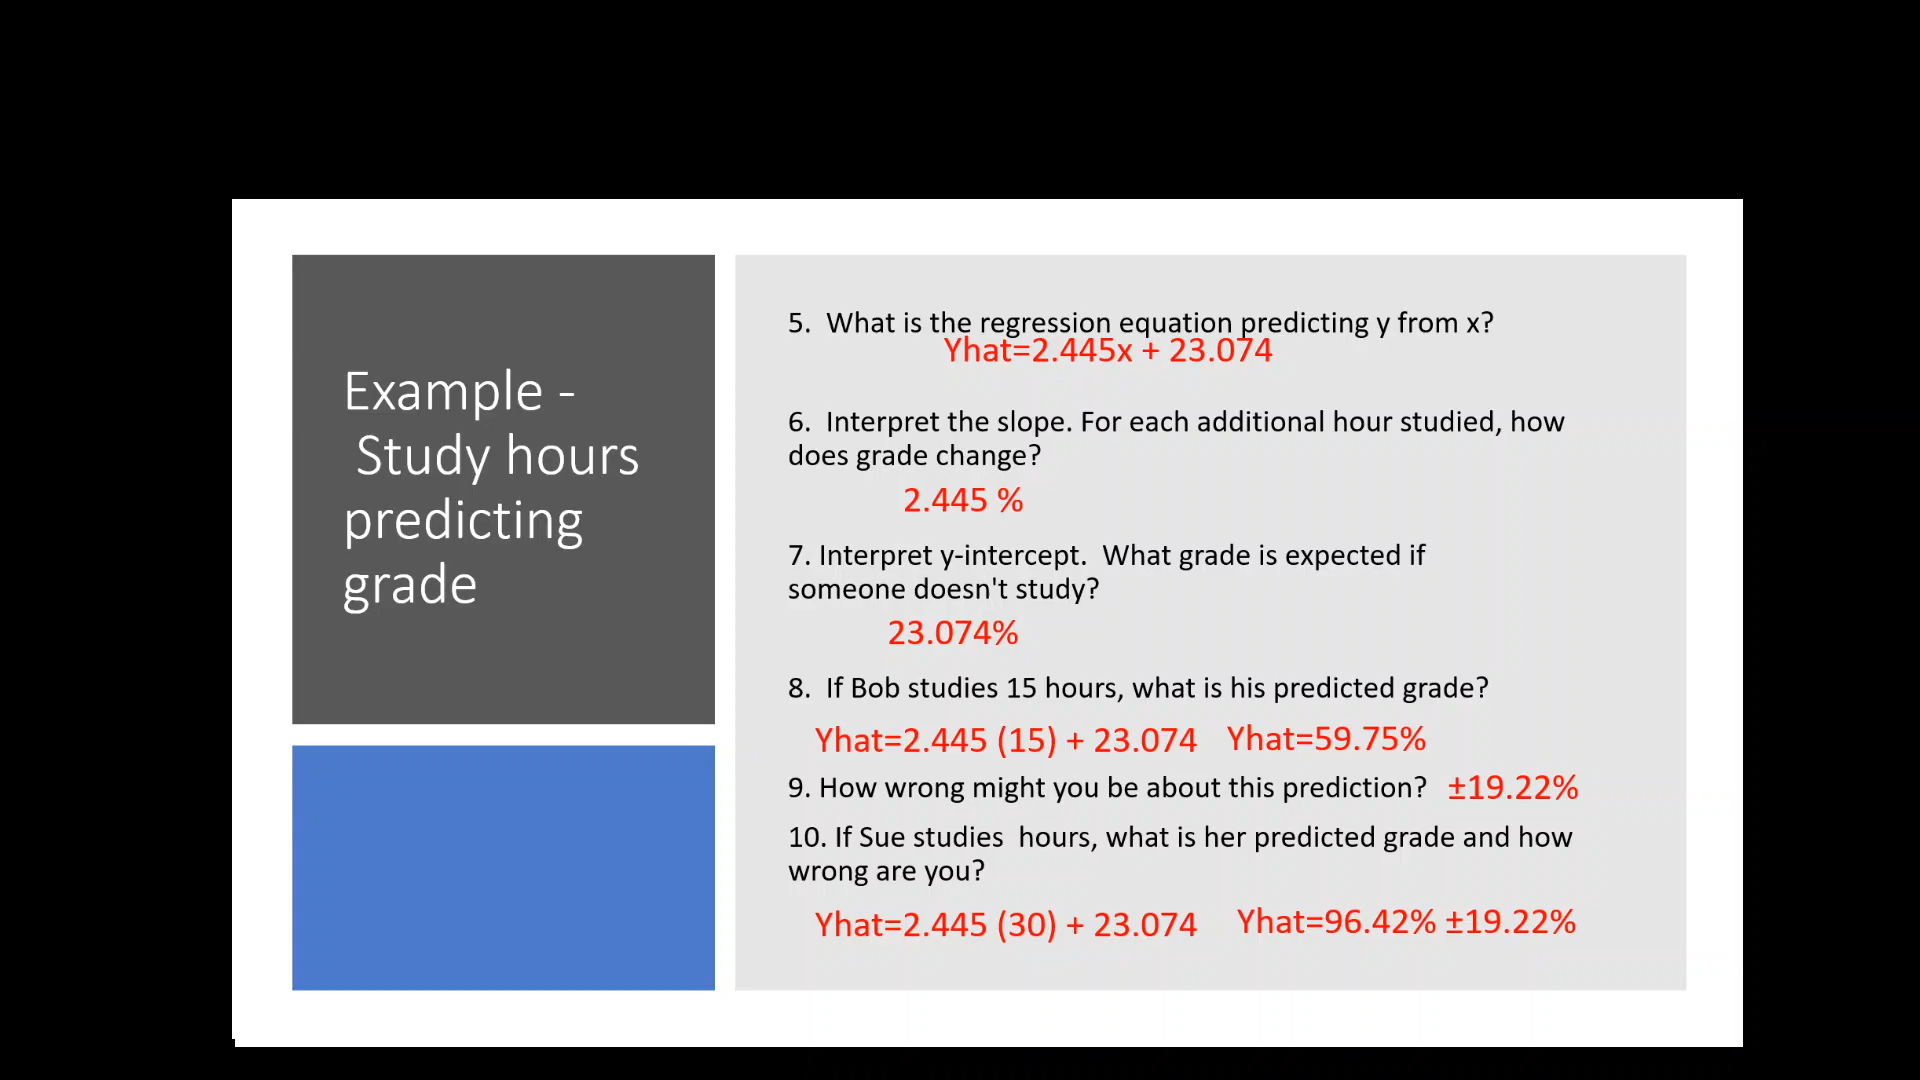 Example -
Study hours
predicting
grade
5.  What is the regression equation predicting y from x?
Yhat=2.445x + 23.074
6.  Interpret the slope. For each additional hour studied, how
does grade change?
2.445 %
7. Interpret y-intercept.  What grade is expected if
someone doesn't study?
23.074%
8.  If Bob studies 15 hours, what is his predicted grade?
Yhat=2.445 (15) + 23.074   Yhat=59.75%
9. How wrong might you be about this prediction?   ±19.22%
10. If Sue studies  hours, what is her predicted grade and how
wrong are you?
Yhat=2.445 (30) + 23.074   Yhat=96.42% ±19.22%